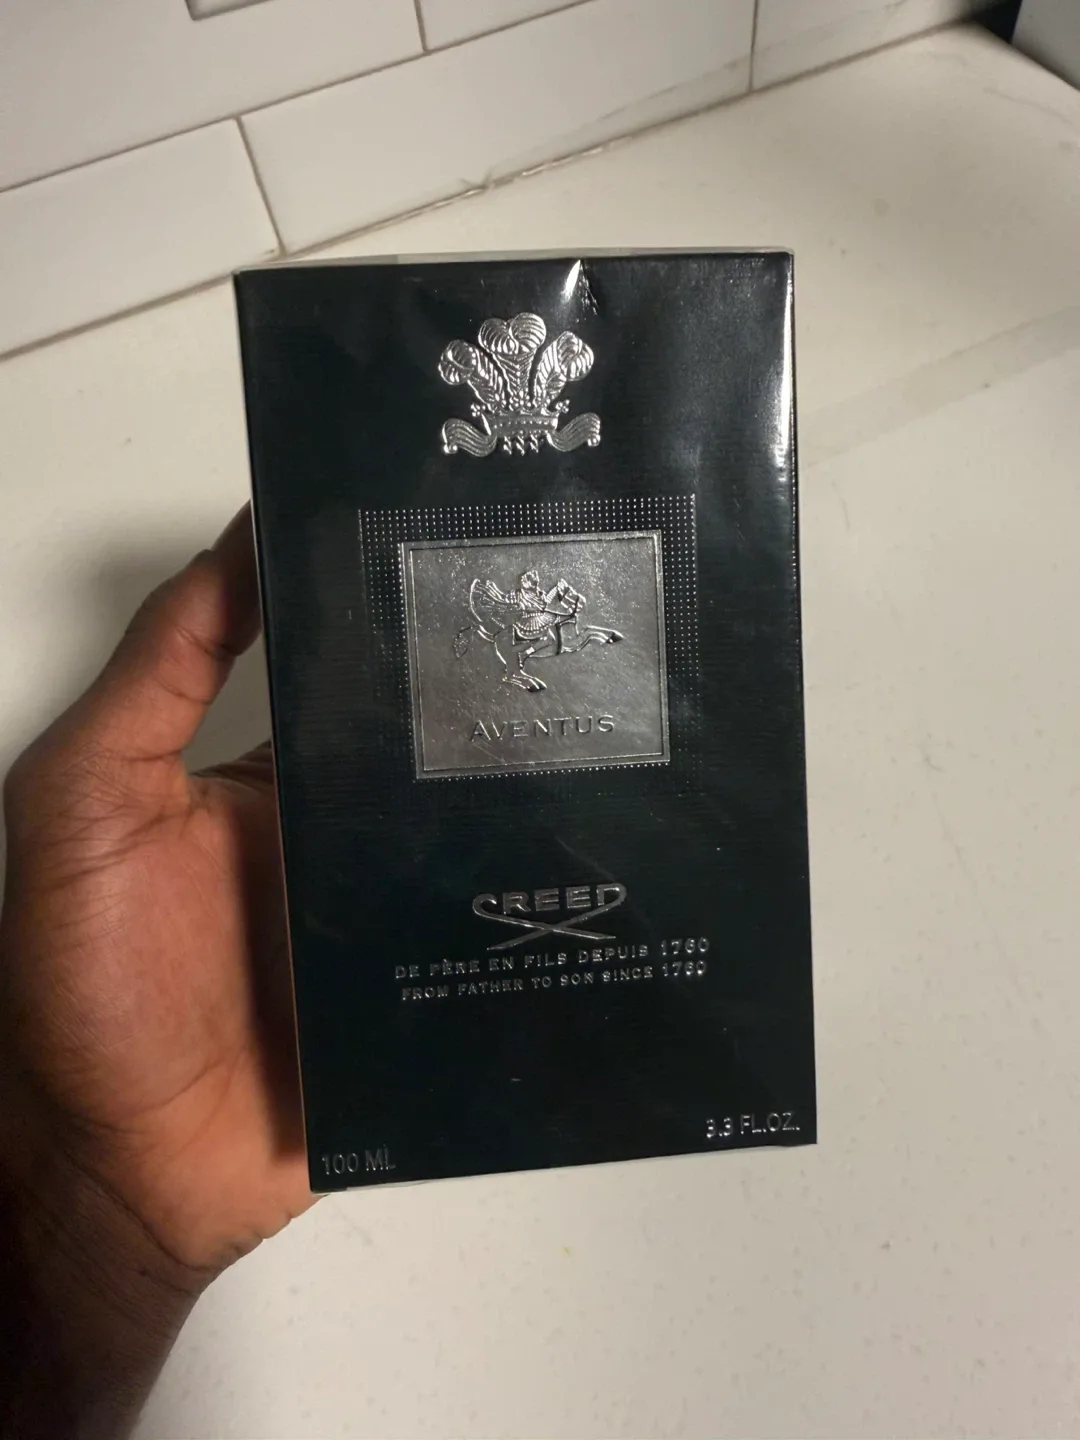 AVENTUS
CREED
DE PÈRE EN FILS DEPUIS 1760
FROM FATHER TO SON SINCE 1760
100 ML
3.3 FL.OZ.